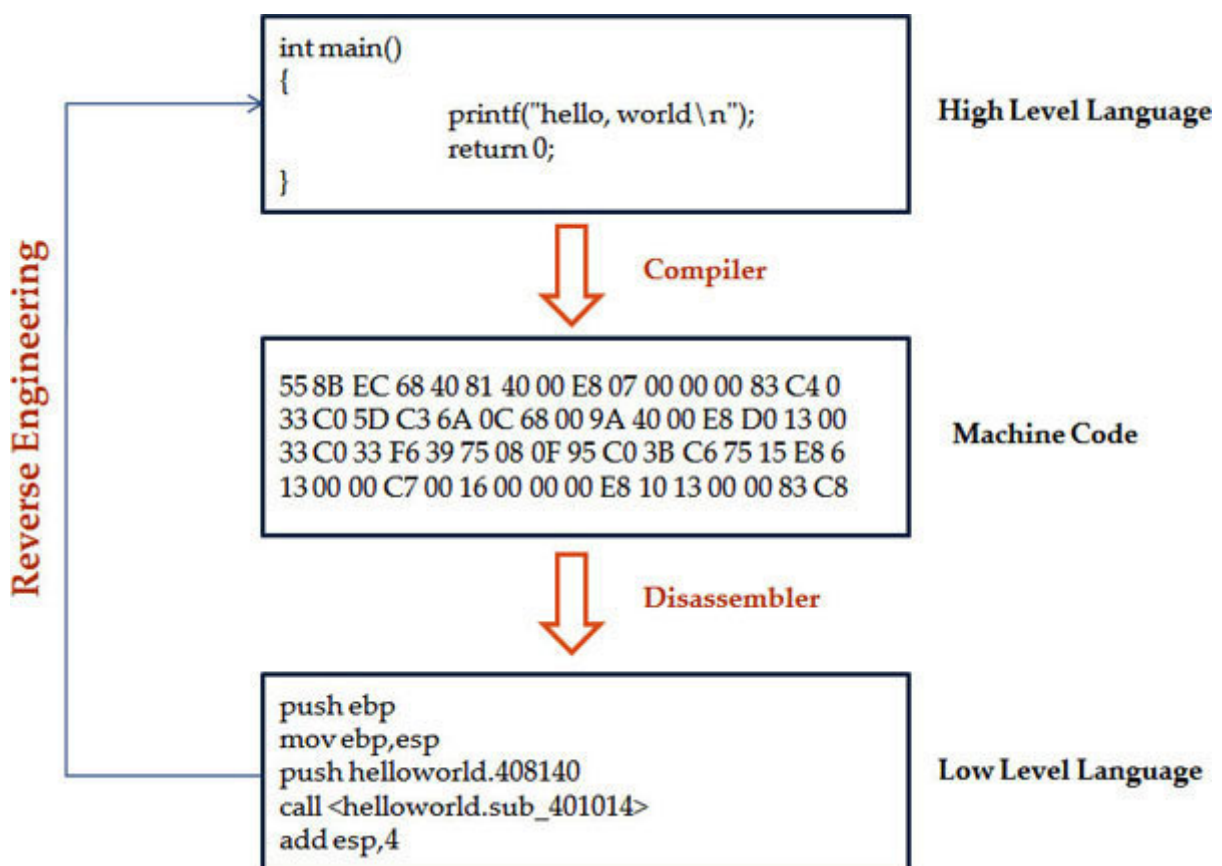 int main()
{
printf("hello, world\n");
return 0;
}
High Level Language
Compiler
55 8B EC 68 40 81 40 00 E8 07 00 00 00 83 C4 0
33 C0 5D C3 6A 0C 68 00 9A 40 00 E8 D0 13 00
33 C0 33 F6 39 75 08 0F 95 C0 3B C6 75 15 E8 6
13 00 00 C7 00 16 00 00 00 E8 10 13 00 00 83 C8
Machine Code
Disassembler
push ebp
mov ebp,esp
push helloworld.408140
call <helloworld.sub_401014>
add esp,4
Low Level Language
Reverse Engineering